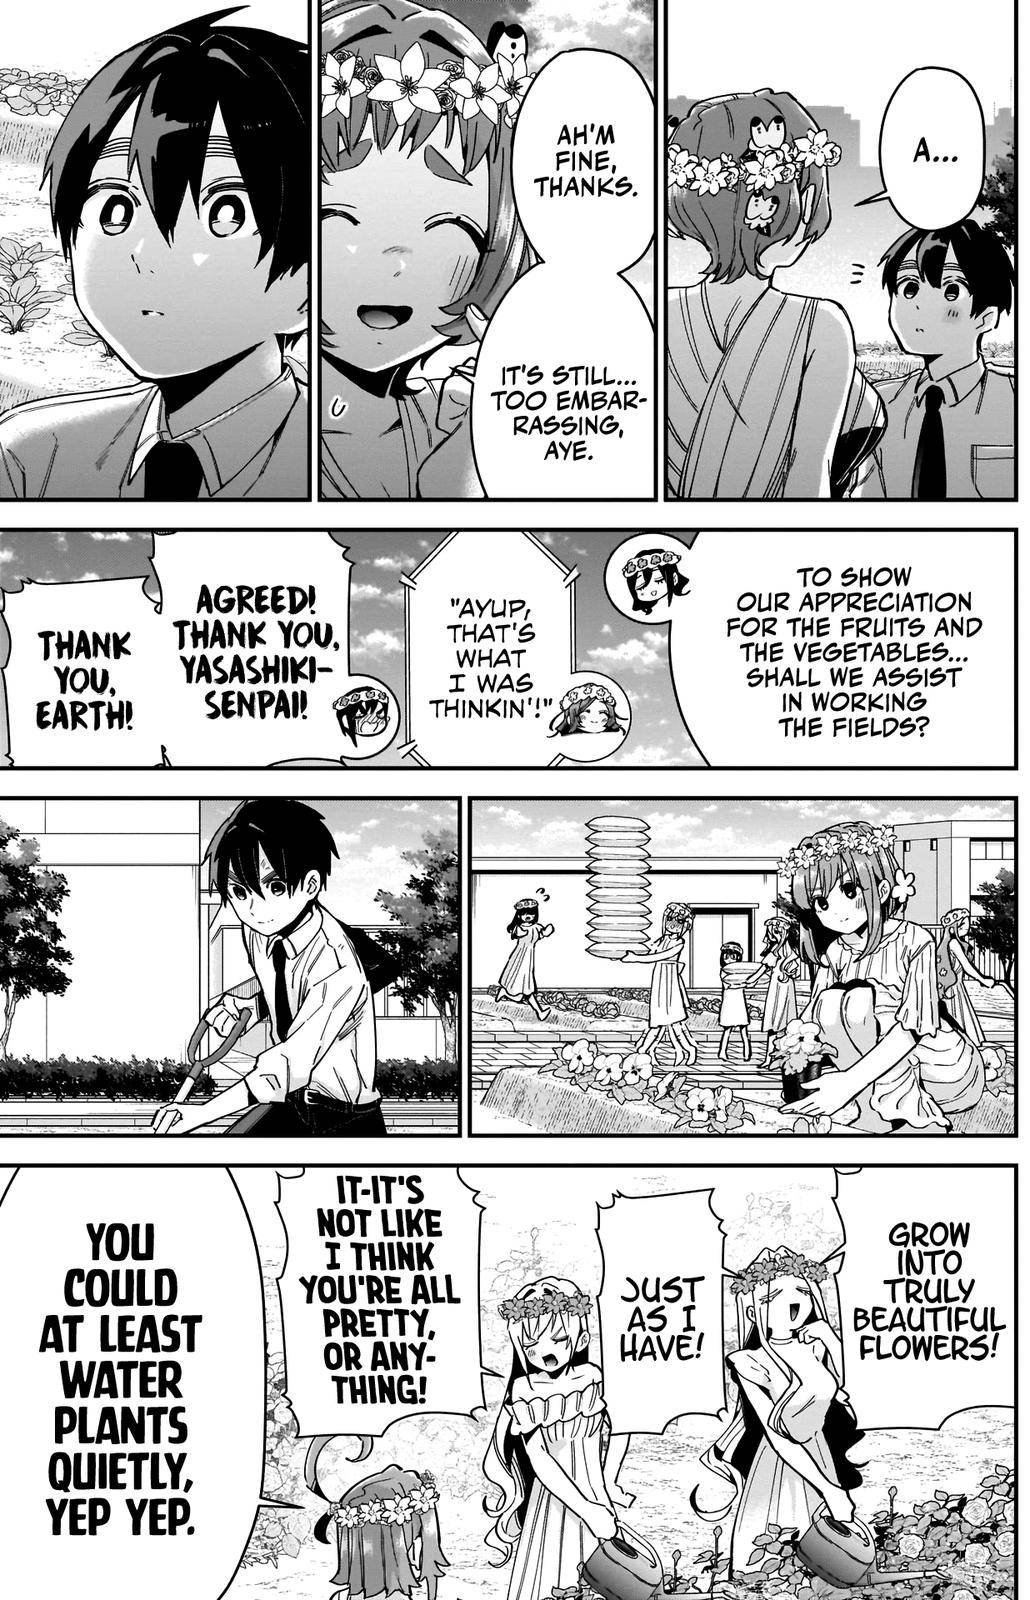 A...
AH'M
FINE,
THANKS.
IT'S STILL...
TOO EMBAR-
RASSING,
AYE.
TO SHOW
OUR APPRECIATION
FOR THE FRUITS AND
THE VEGETABLES...
SHALL WE ASSIST
IN WORKING
THE FIELDS?
"AYUP,
THAT'S
WHAT
I WAS
THINKIN'!"
AGREED!
THANK YOU,
YASASHIKI-
SENPAI!
THANK
YOU,
EARTH!
GROW
INTO
TRULY
BEAUTIFUL
FLOWERS!
JUST
AS I
HAVE!
IT-IT'S
NOT LIKE
I THINK
YOU'RE ALL
PRETTY,
OR ANY-
THING!
YOU
COULD
AT LEAST
WATER
PLANTS
QUIETLY,
YEP YEP.